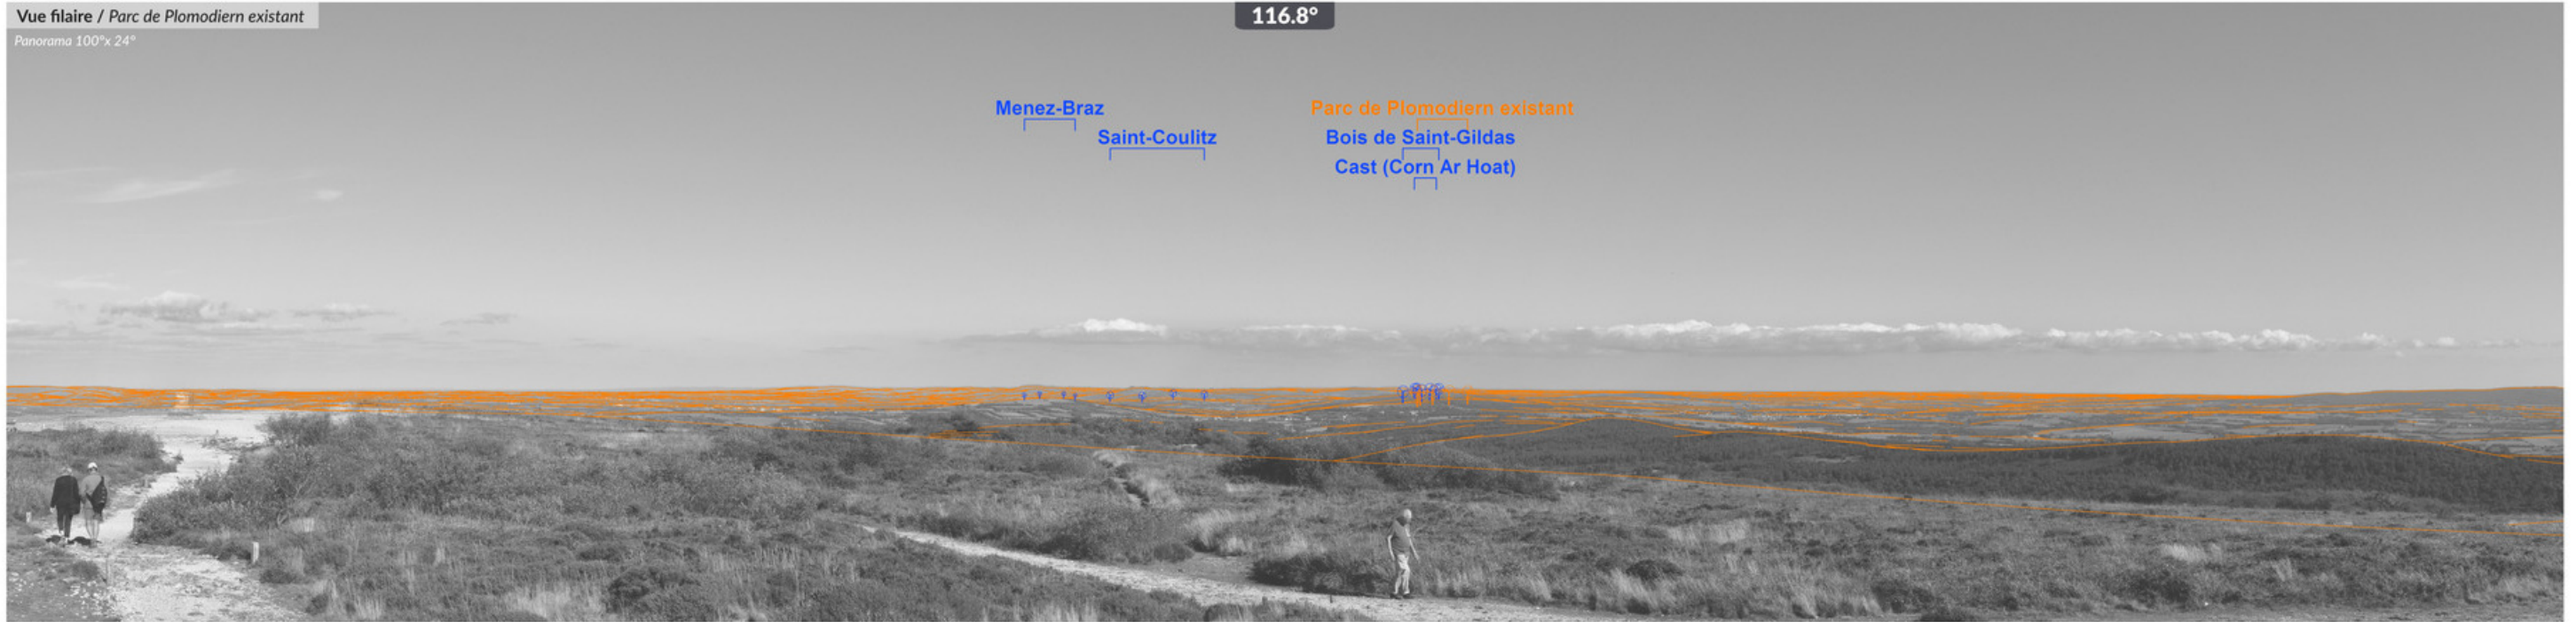 Vue filaire / Parc de Plomodiern existant
116.8°
Panorama 100°x 24°
Menez-Braz
Parc de Plomodiern existant
Saint-Coulitz
Bois de Saint-Gildas
Cast (Corn Ar Hoat)